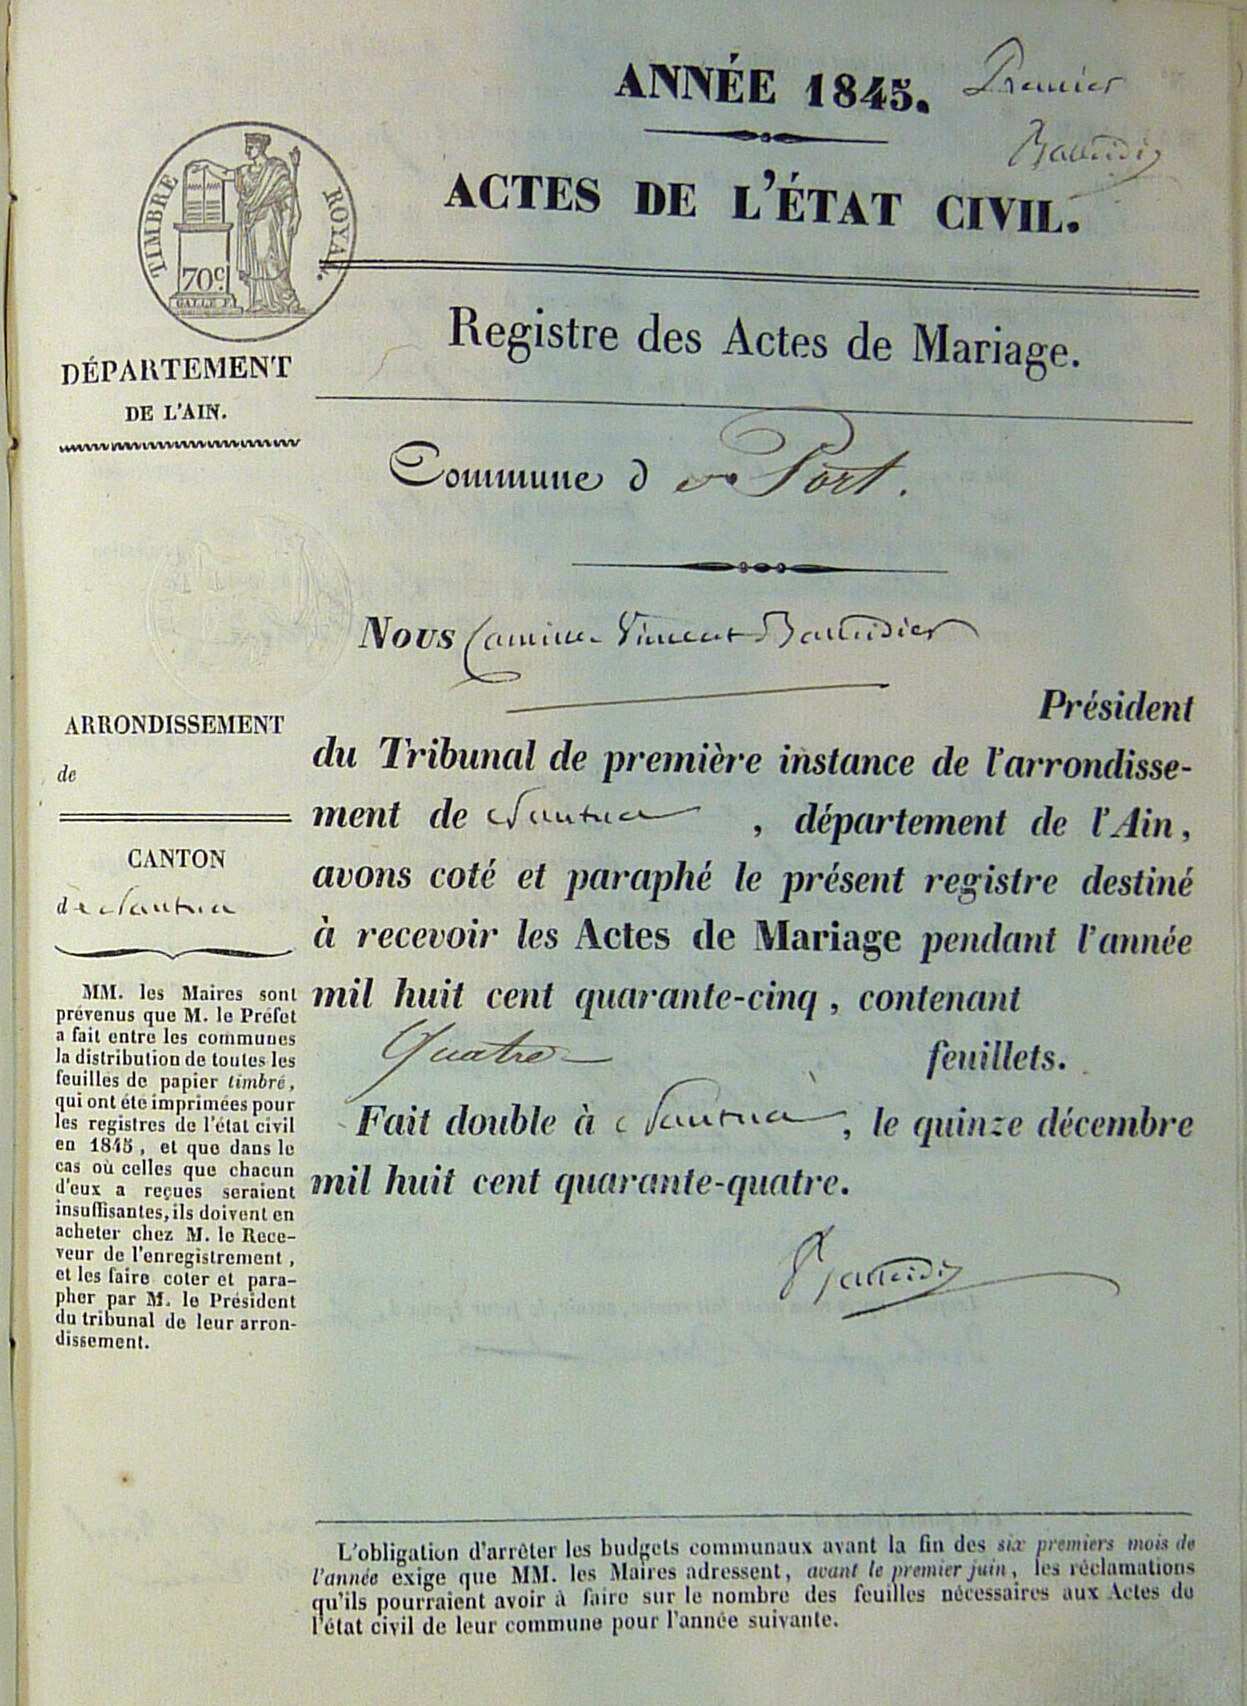 ANNÉE 1845.
Premier
ACTES DE L'ÉTAT CIVIL.
TIMBRE ROYAL.
70c.
GALLE F.
Registre des Actes de Mariage.
DÉPARTEMENT
DE L'AIN.
Commune de Port.
Nous Camille Vincent
Président
du Tribunal de première instance de l'arrondisse-
ment de Nantua, département de l'Ain,
avons coté et paraphé le présent registre destiné
à recevoir les Actes de Mariage pendant l'année
mil huit cent quarante-cinq, contenant
Quatre feuillets.
Fait double à Nantua, le quinze décembre
mil huit cent quarante-quatre.
ARRONDISSEMENT
de
CANTON
de Nantua
MM. les Maires sont
prévenus que M. le Préfet
a fait entre les communes
la distribution de toutes les
feuilles de papier timbré,
qui ont été imprimées pour
les registres de l'état civil
en 1845, et que dans le
cas où celles que chacun
d'eux a reçues seraient
insuffisantes, ils doivent en
acheter chez M. le Rece-
veur de l'enregistrement,
et les faire coter et para-
pher par M. le Président
du tribunal de leur arron-
dissement.
L'obligation d'arrêter les budgets communaux avant la fin des six premiers mois de
l'année exige que MM. les Maires adressent, avant le premier juin, les réclamations
qu'ils pourraient avoir à faire sur le nombre des feuilles nécessaires aux Actes de
l'état civil de leur commune pour l'année suivante.